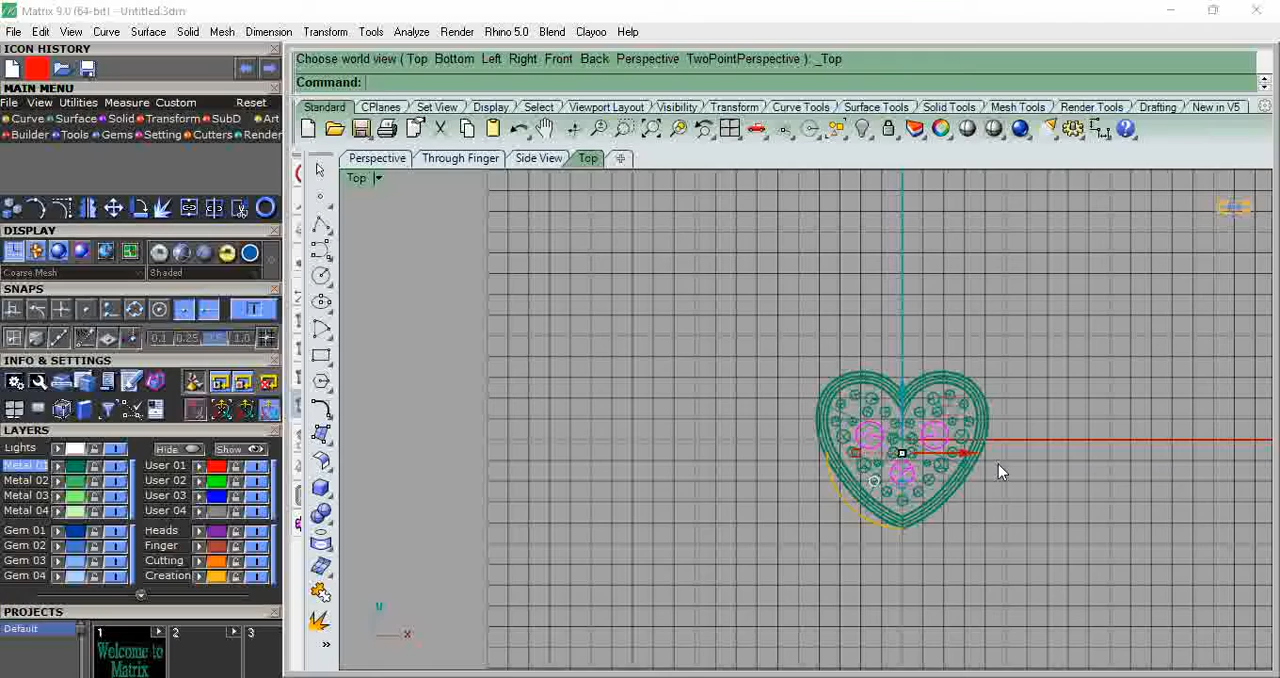 Matrix 9.0 (64-bit) - Untitled.3dm
File Edit View Curve Surface Solid Mesh Dimension Transform Tools Analyze Render Rhino 5.0 Blend Clayoo Help
ICON HISTORY
Choose world view ( Top Bottom Left Right Front Back Perspective TwoPointPerspective ): _Top
Command:
MAIN MENU
File View Utilities Measure Custom Reset
Curve Surface Solid Transform SubD Art
Builder Tools Gems Setting Cutters Render
Standard CPlanes Set View Display Select Viewport Layout Visibility Transform Curve Tools Surface Tools Solid Tools Mesh Tools Render Tools Drafting New in V5
Perspective Through Finger Side View Top
Top
DISPLAY
Coarse Mesh Shaded
SNAPS
0.1 0.25 1.0
INFO & SETTINGS
LAYERS
Lights Hide Show
Metal 01 User 01
Metal 02 User 02
Metal 03 User 03
Metal 04 User 04
Gem 01 Heads
Gem 02 Finger
Gem 03 Cutting
Gem 04 Creation
PROJECTS
Default 1 2 3
Welcome to
Matrix
x